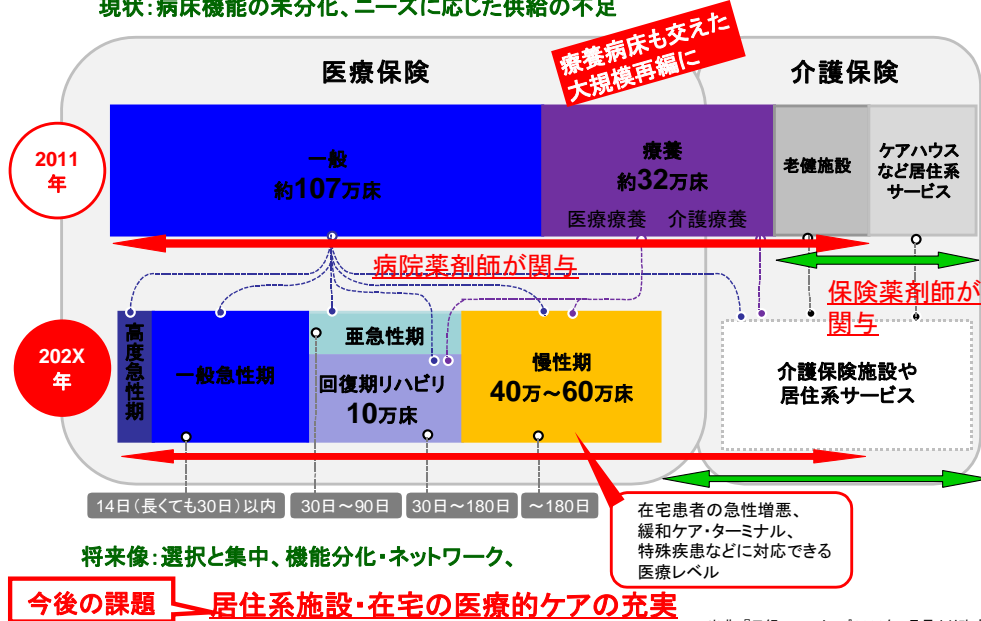 現状：病床機能の未分化、ニーズに応じた供給の不足
療養病床も交えた
大規模再編に
医療保険
介護保険
2011
年
一般
約107万床
療養
約32万床
医療療養　介護療養
老健施設
ケアハウス
など居住系
サービス
病院薬剤師が関与
保険薬剤師が
関与
202X
年
高度急性期
一般急性期
亜急性期
回復期リハビリ
10万床
慢性期
40万～60万床
介護保険施設や
居住系サービス
14日（長くても30日）以内
30日～90日
30日～180日
～180日
在宅患者の急性増悪、
緩和ケア・ターミナル、
特殊疾患などに対応できる
医療レベル
将来像：選択と集中、機能分化・ネットワーク、
今後の課題
居住系施設・在宅の医療的ケアの充実